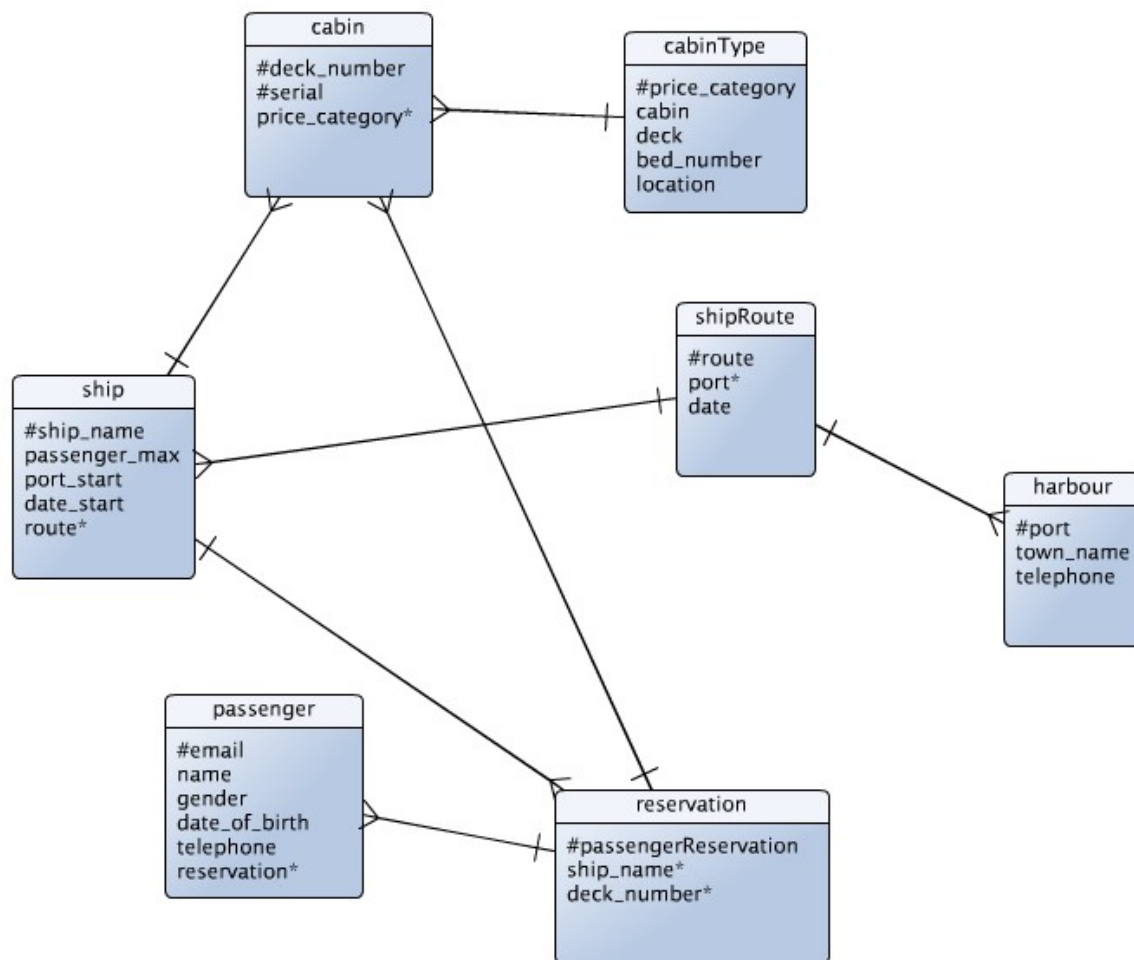 cabin
#deck_number
#serial
price_category*
cabinType
#price_category
cabin
deck
bed_number
location
shipRoute
#route
port*
date
ship
#ship_name
passenger_max
port_start
date_start
route*
harbour
#port
town_name
telephone
passenger
#email
name
gender
date_of_birth
telephone
reservation*
reservation
#passengerReservation
ship_name*
deck_number*